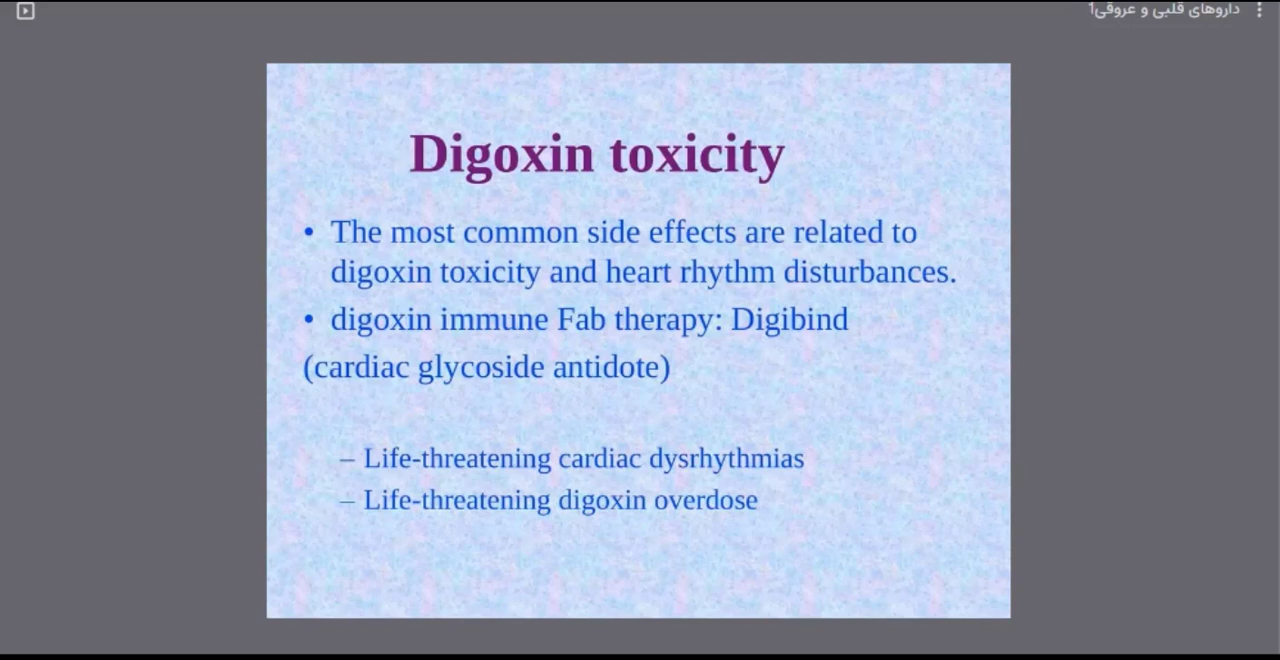 داروهای قلبی و عروقی1
Digoxin toxicity
• The most common side effects are related to
digoxin toxicity and heart rhythm disturbances.
• digoxin immune Fab therapy: Digibind
(cardiac glycoside antidote)
– Life-threatening cardiac dysrhythmias
– Life-threatening digoxin overdose